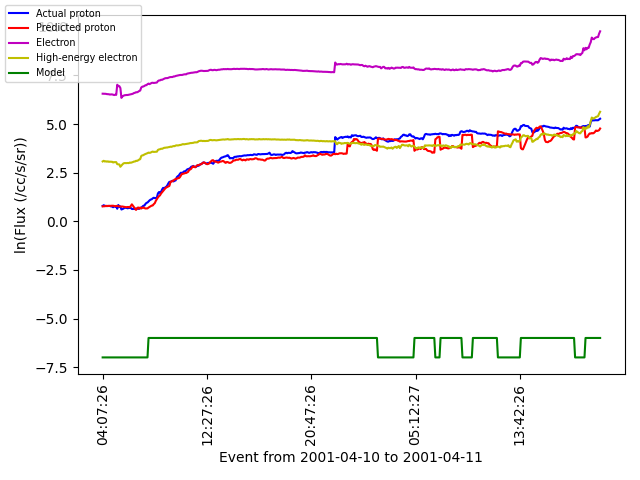 Actual proton
Predicted proton
Electron
High-energy electron
Model
5.0
2.5
0.0
−2.5
−5.0
−7.5
ln(Flux (/cc/s/sr))
04:07:26
12:27:26
20:47:26
05:12:27
13:42:26
Event from 2001-04-10 to 2001-04-11